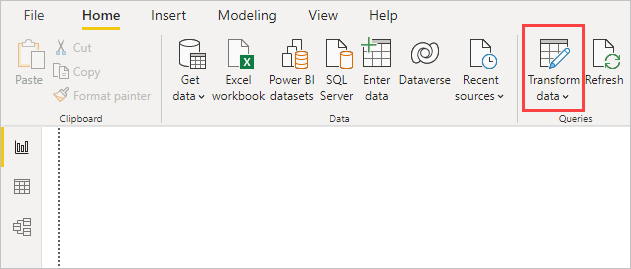 File Home Insert Modeling View Help
Paste
Cut
Copy
Format painter
Clipboard
Get
data
Excel
workbook
Power BI
datasets
SQL
Server
Enter
data
Dataverse
Recent
sources
Data
Transform
data
Refresh
Queries